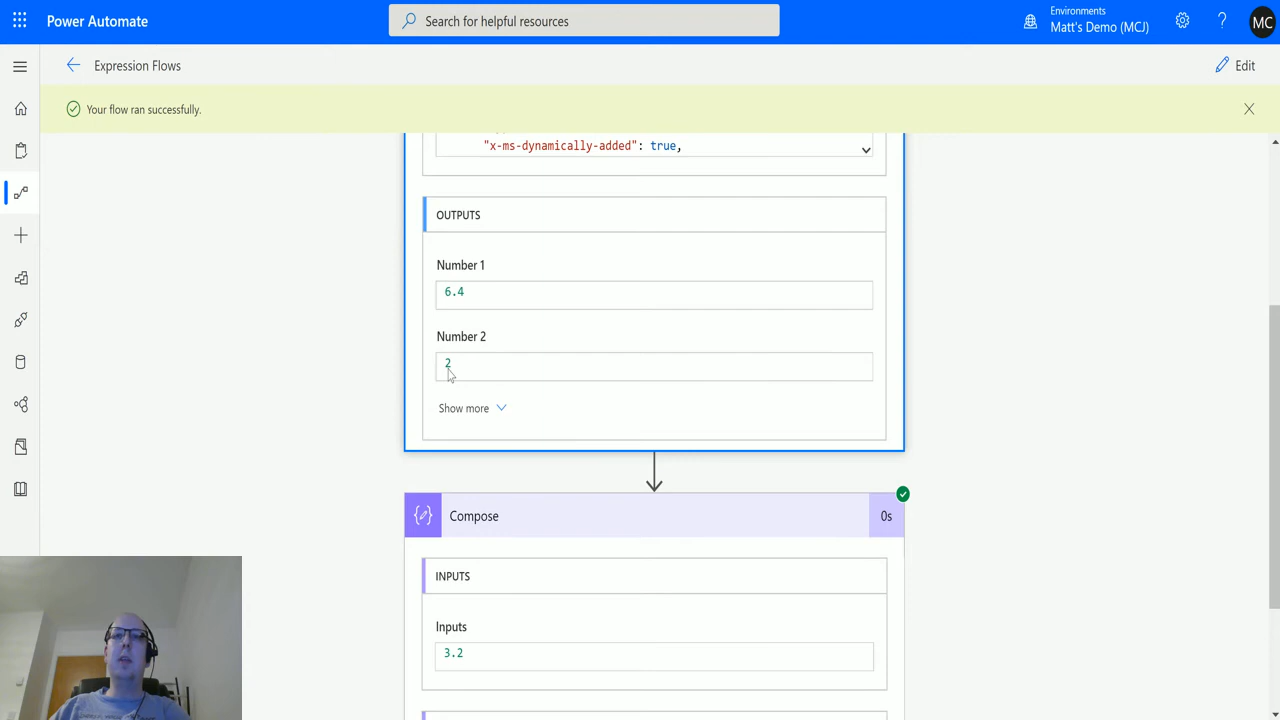 Power Automate
Search for helpful resources
Environments
Matt's Demo (MCJ)
MC
Expression Flows
Edit
Your flow ran successfully.
"x-ms-dynamically-added": true,
OUTPUTS
Number 1
6.4
Number 2
2
Show more
Compose
0s
INPUTS
Inputs
3.2